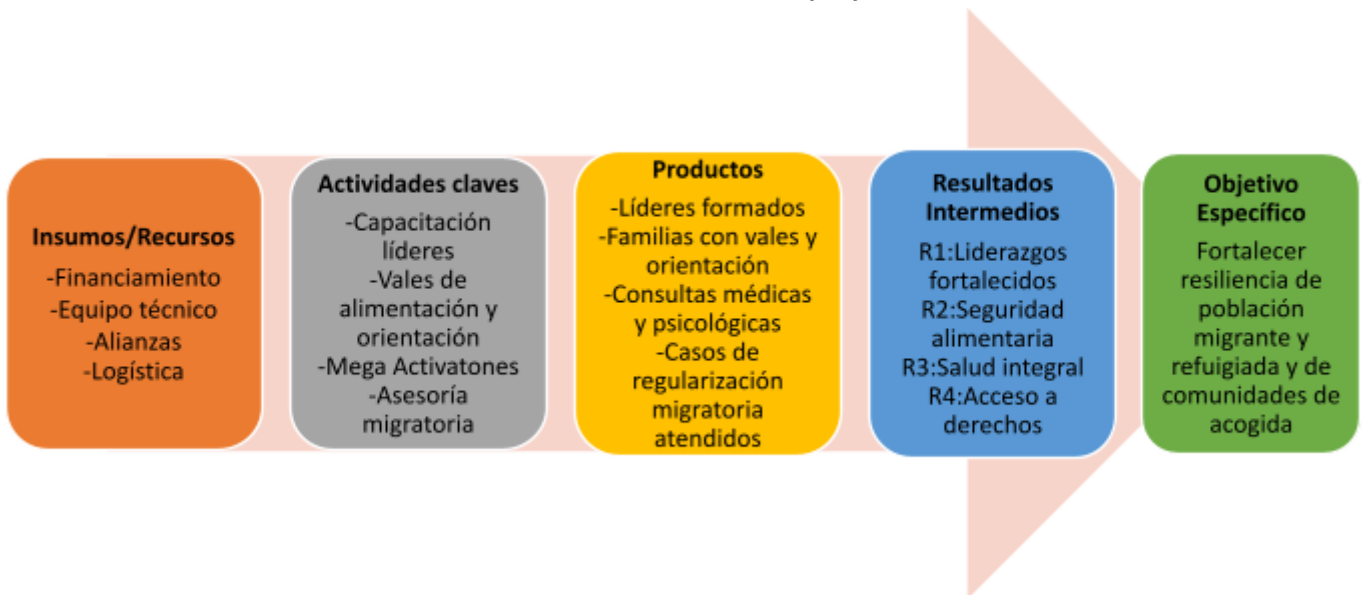 Insumos/Recursos
-Financiamiento
-Equipo técnico
-Alianzas
-Logística
Actividades claves
-Capacitación
líderes
-Vales de
alimentación y
orientación
-Mega Activatones
-Asesoría
migratoria
Productos
-Líderes formados
-Familias con vales y
orientación
-Consultas médicas
y psicológicas
-Casos de
regularización
migratoria
atendidos
Resultados
Intermedios
R1:Liderazgos
fortalecidos
R2:Seguridad
alimentaria
R3:Salud integral
R4:Acceso a
derechos
Objetivo
Específico
Fortalecer
resiliencia de
población
migrante y
refuigiada y de
comunidades de
acogida